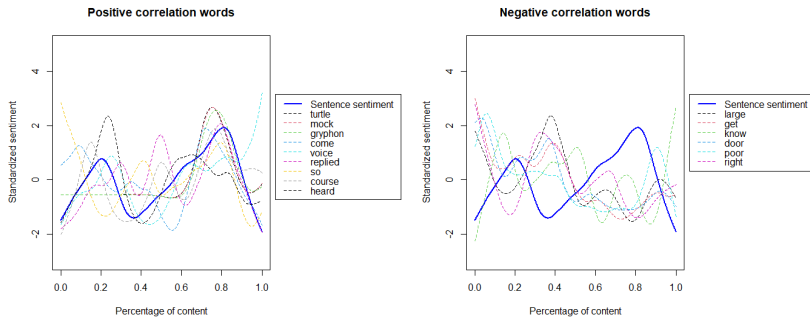 Positive correlation words
Standardized sentiment
4
2
0
-2
0.0 0.2 0.4 0.6 0.8 1.0
Percentage of content
Sentence sentiment
turtle
mock
gryphon
come
voice
replied
so
course
heard
Negative correlation words
Standardized sentiment
4
2
0
-2
0.0 0.2 0.4 0.6 0.8 1.0
Percentage of content
Sentence sentiment
large
get
know
door
poor
right